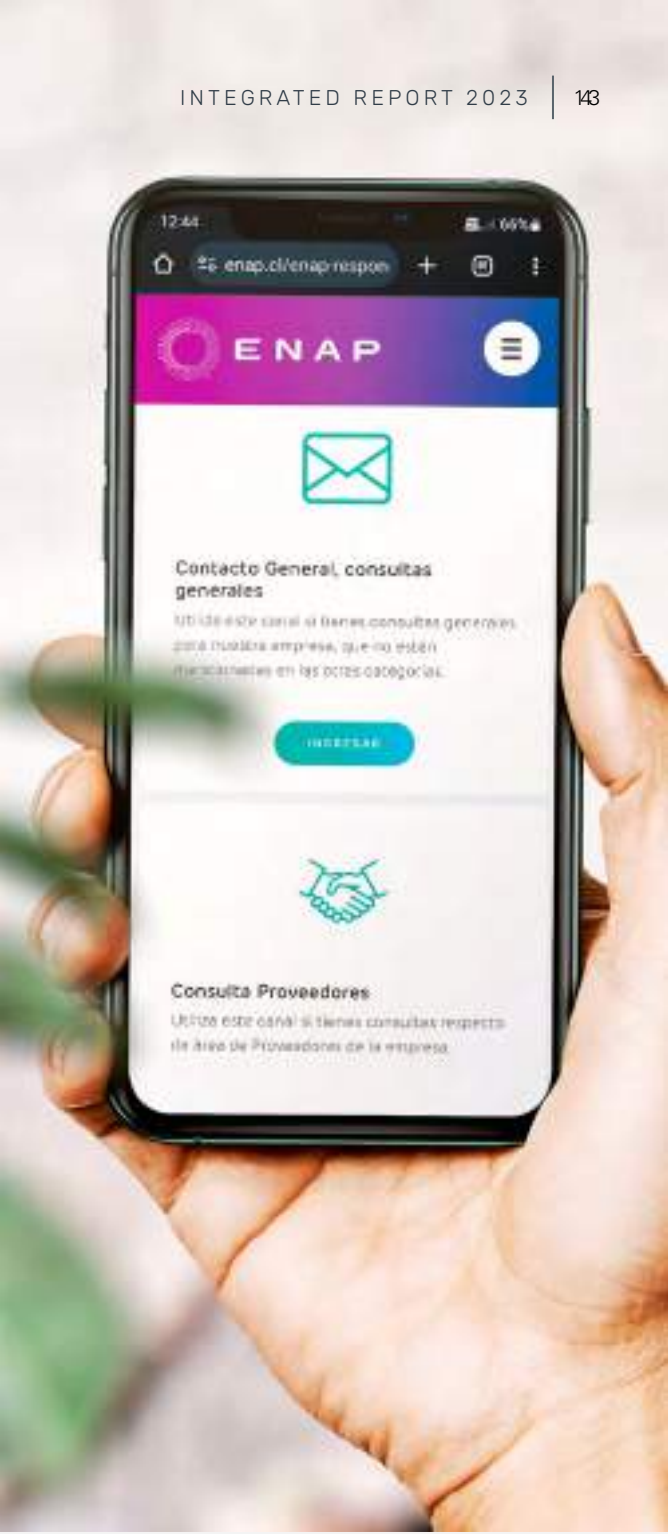 INTEGRATED REPORT 2023 | 143
12:44 66%
enap.cl/enap-respon
ENAP
Contacto General, consultas
generales
Utiliza este canal si tienes consultas generales
para nuestra empresa, que no estén
mencionadas en las otras categorías.
INGRESAR
Consulta Proveedores
Utiliza este canal si tienes consultas respecto
de área de Proveedores de la empresa